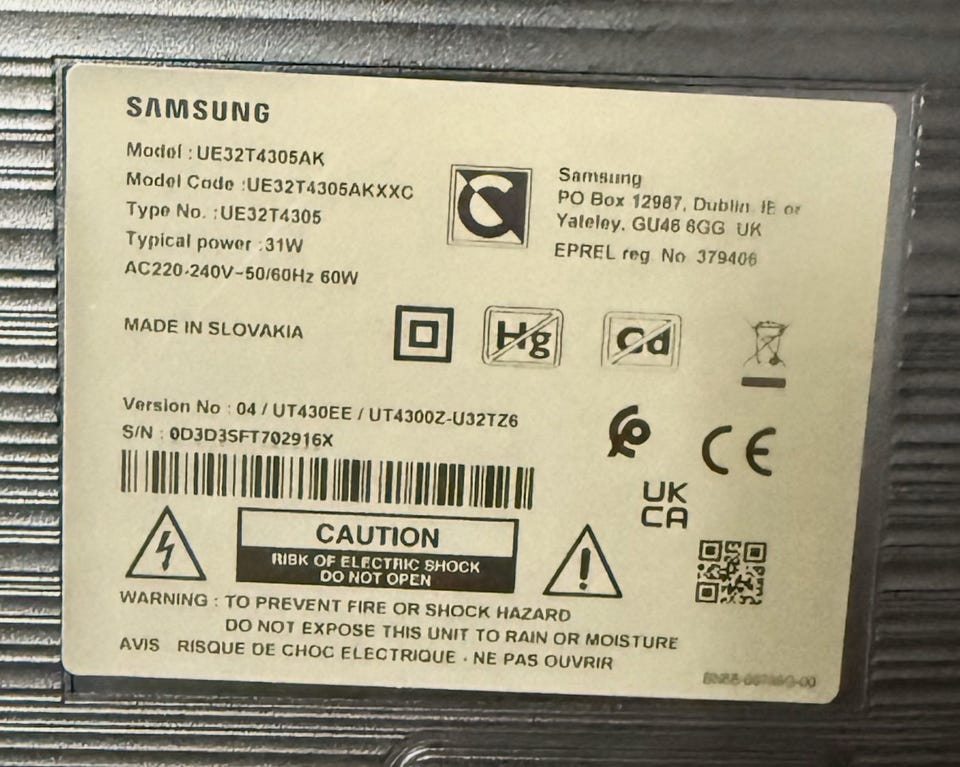 SAMSUNG
Model : UE32T4305AK
Model Code : UE32T4305AKXXC
Type No. : UE32T4305
Typical power : 31W
AC220-240V~50/60Hz 60W
Samsung
PO Box 12987, Dublin. IE or
Yateley, GU46 6GG UK
EPREL reg. No 379406
MADE IN SLOVAKIA
Hg
Cd
Version No : 04 / UT430EE / UT4300Z-U32TZ6
S/N : 0D3D3SFT702916X
CE
UK
CA
CAUTION
RISK OF ELECTRIC SHOCK
DO NOT OPEN
WARNING : TO PREVENT FIRE OR SHOCK HAZARD
DO NOT EXPOSE THIS UNIT TO RAIN OR MOISTURE
AVIS RISQUE DE CHOC ELECTRIQUE - NE PAS OUVRIR